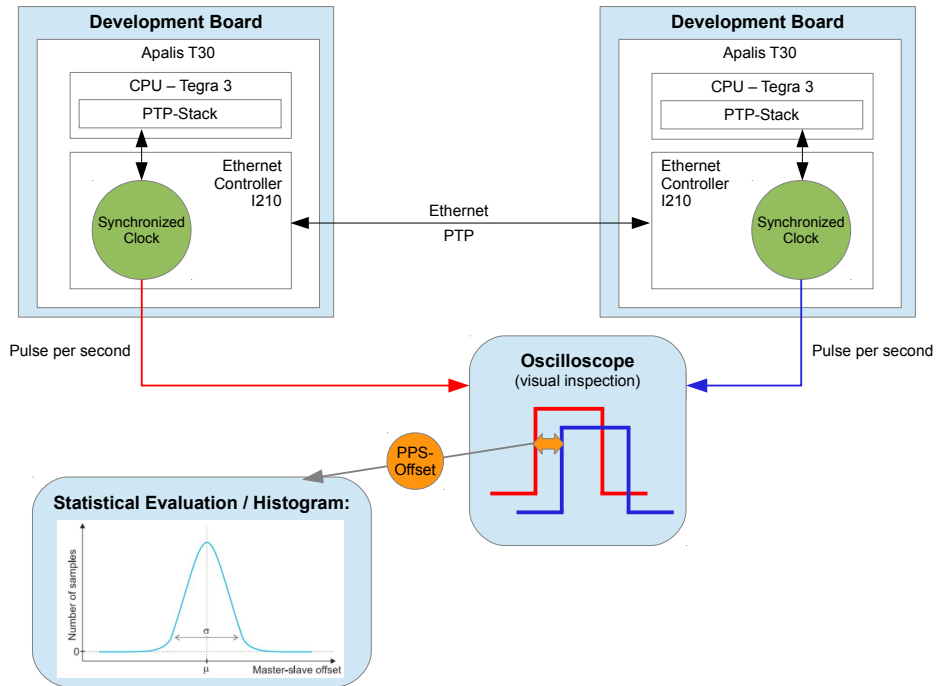 Development Board
Apalis T30
CPU – Tegra 3
PTP-Stack
Ethernet
Controller
I210
Synchronized
Clock
Ethernet
PTP
Development Board
Apalis T30
CPU – Tegra 3
PTP-Stack
Ethernet
Controller
I210
Synchronized
Clock
Pulse per second
Pulse per second
Oscilloscope
(visual inspection)
PPS-
Offset
Statistical Evaluation / Histogram:
Number of samples
σ
0
μ
Master-slave offset